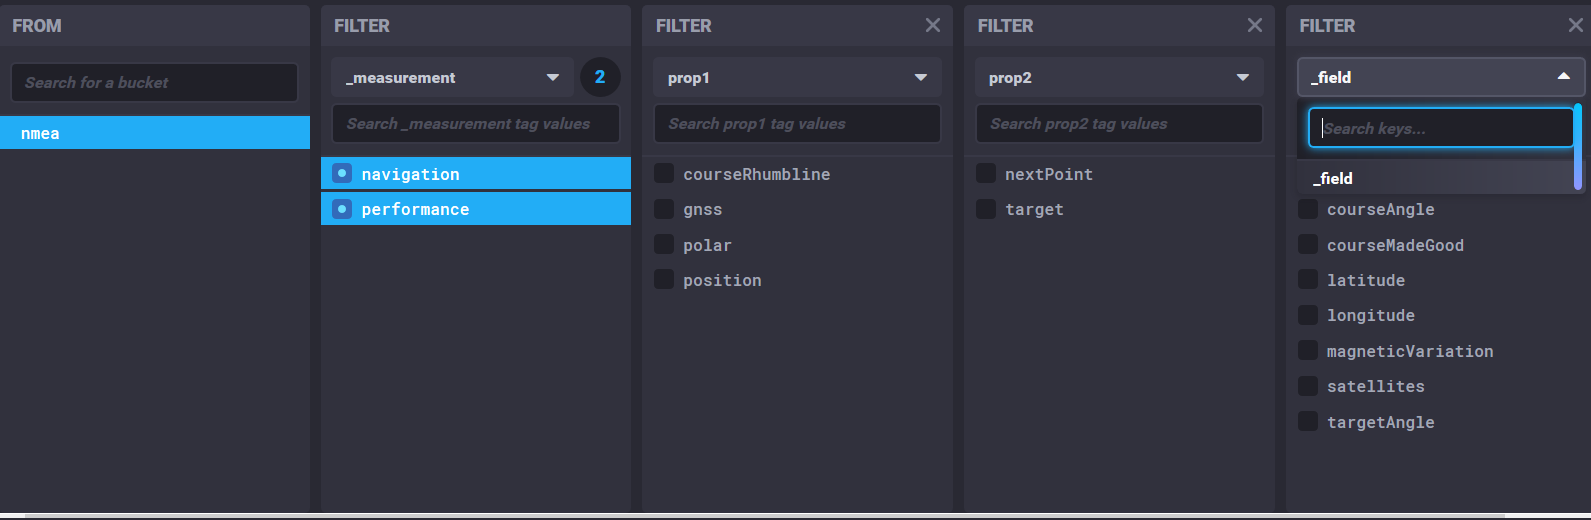 FROM
Search for a bucket
nmea
FILTER
_measurement
2
Search _measurement tag values
navigation
performance
FILTER
prop1
Search prop1 tag values
courseRhumbline
gnss
polar
position
FILTER
prop2
Search prop2 tag values
nextPoint
target
FILTER
_field
Search keys...
_field
courseAngle
courseMadeGood
latitude
longitude
magneticVariation
satellites
targetAngle